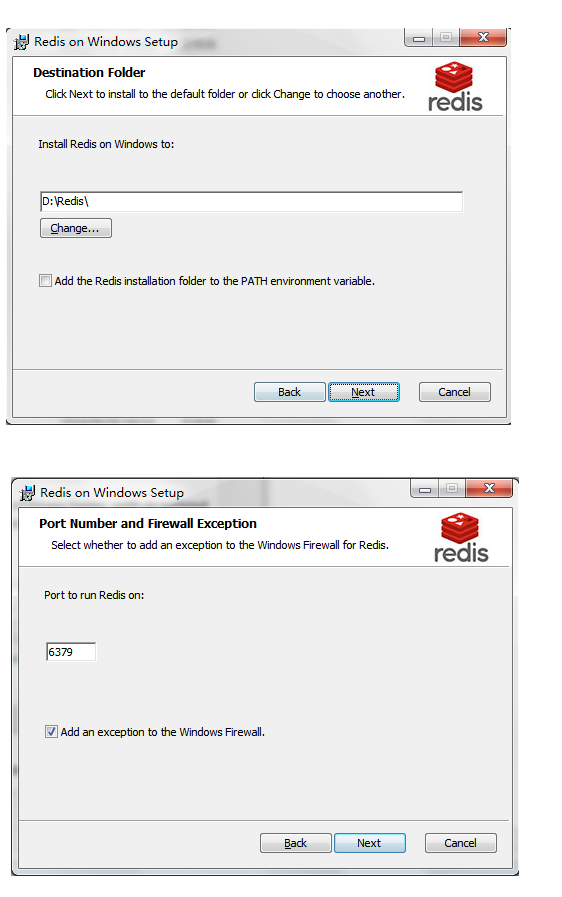 Redis on Windows Setup
Destination Folder
Click Next to install to the default folder or click Change to choose another.
redis
Install Redis on Windows to:
D:\Redis\
Change...
Add the Redis installation folder to the PATH environment variable.
Back Next Cancel
Redis on Windows Setup
Port Number and Firewall Exception
Select whether to add an exception to the Windows Firewall for Redis.
redis
Port to run Redis on:
6379
Add an exception to the Windows Firewall.
Back Next Cancel